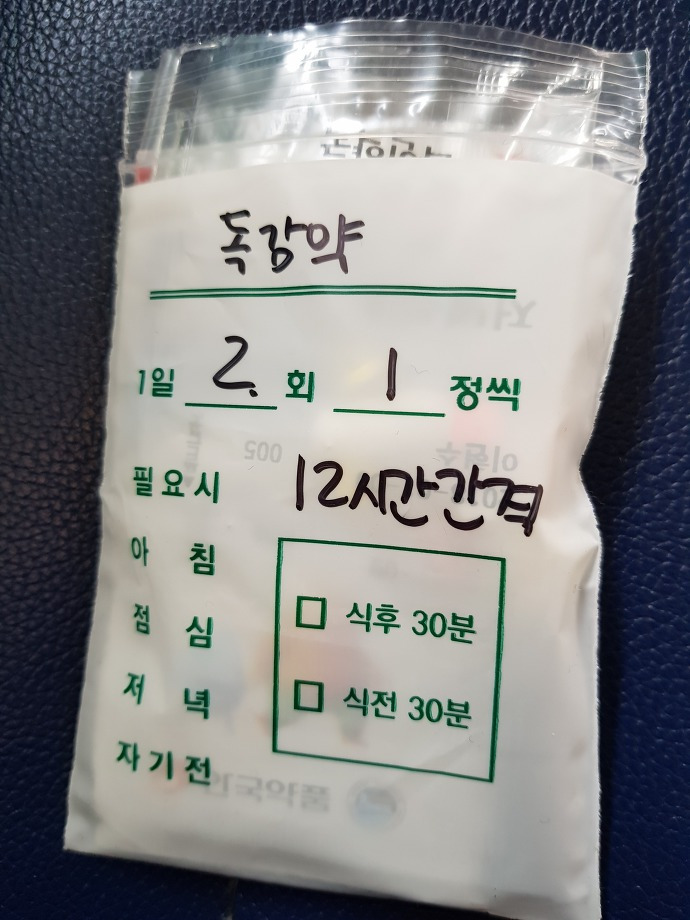 독감약
1일 2. 회 1 정씩
필요시 12시간간격
아 침
점 심
저 녁
자기전
□ 식후 30분
□ 식전 30분
005